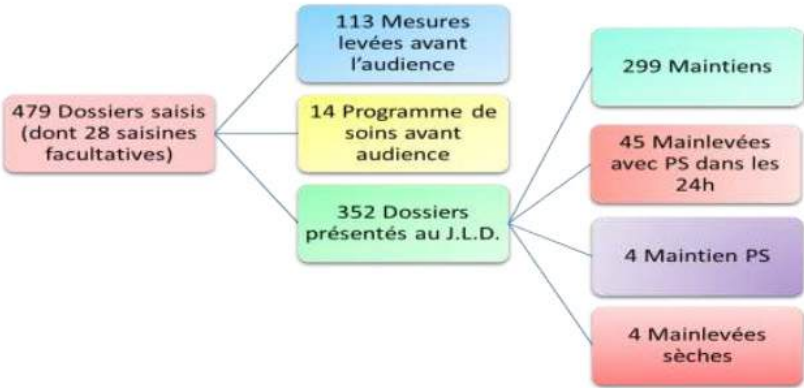 479 Dossiers saisis
(dont 28 saisines
facultatives)
113 Mesures
levées avant
l'audience
14 Programme de
soins avant
audience
352 Dossiers
présentés au J.L.D.
299 Maintiens
45 Mainlevées
avec PS dans les
24h
4 Maintien PS
4 Mainlevées
sèches